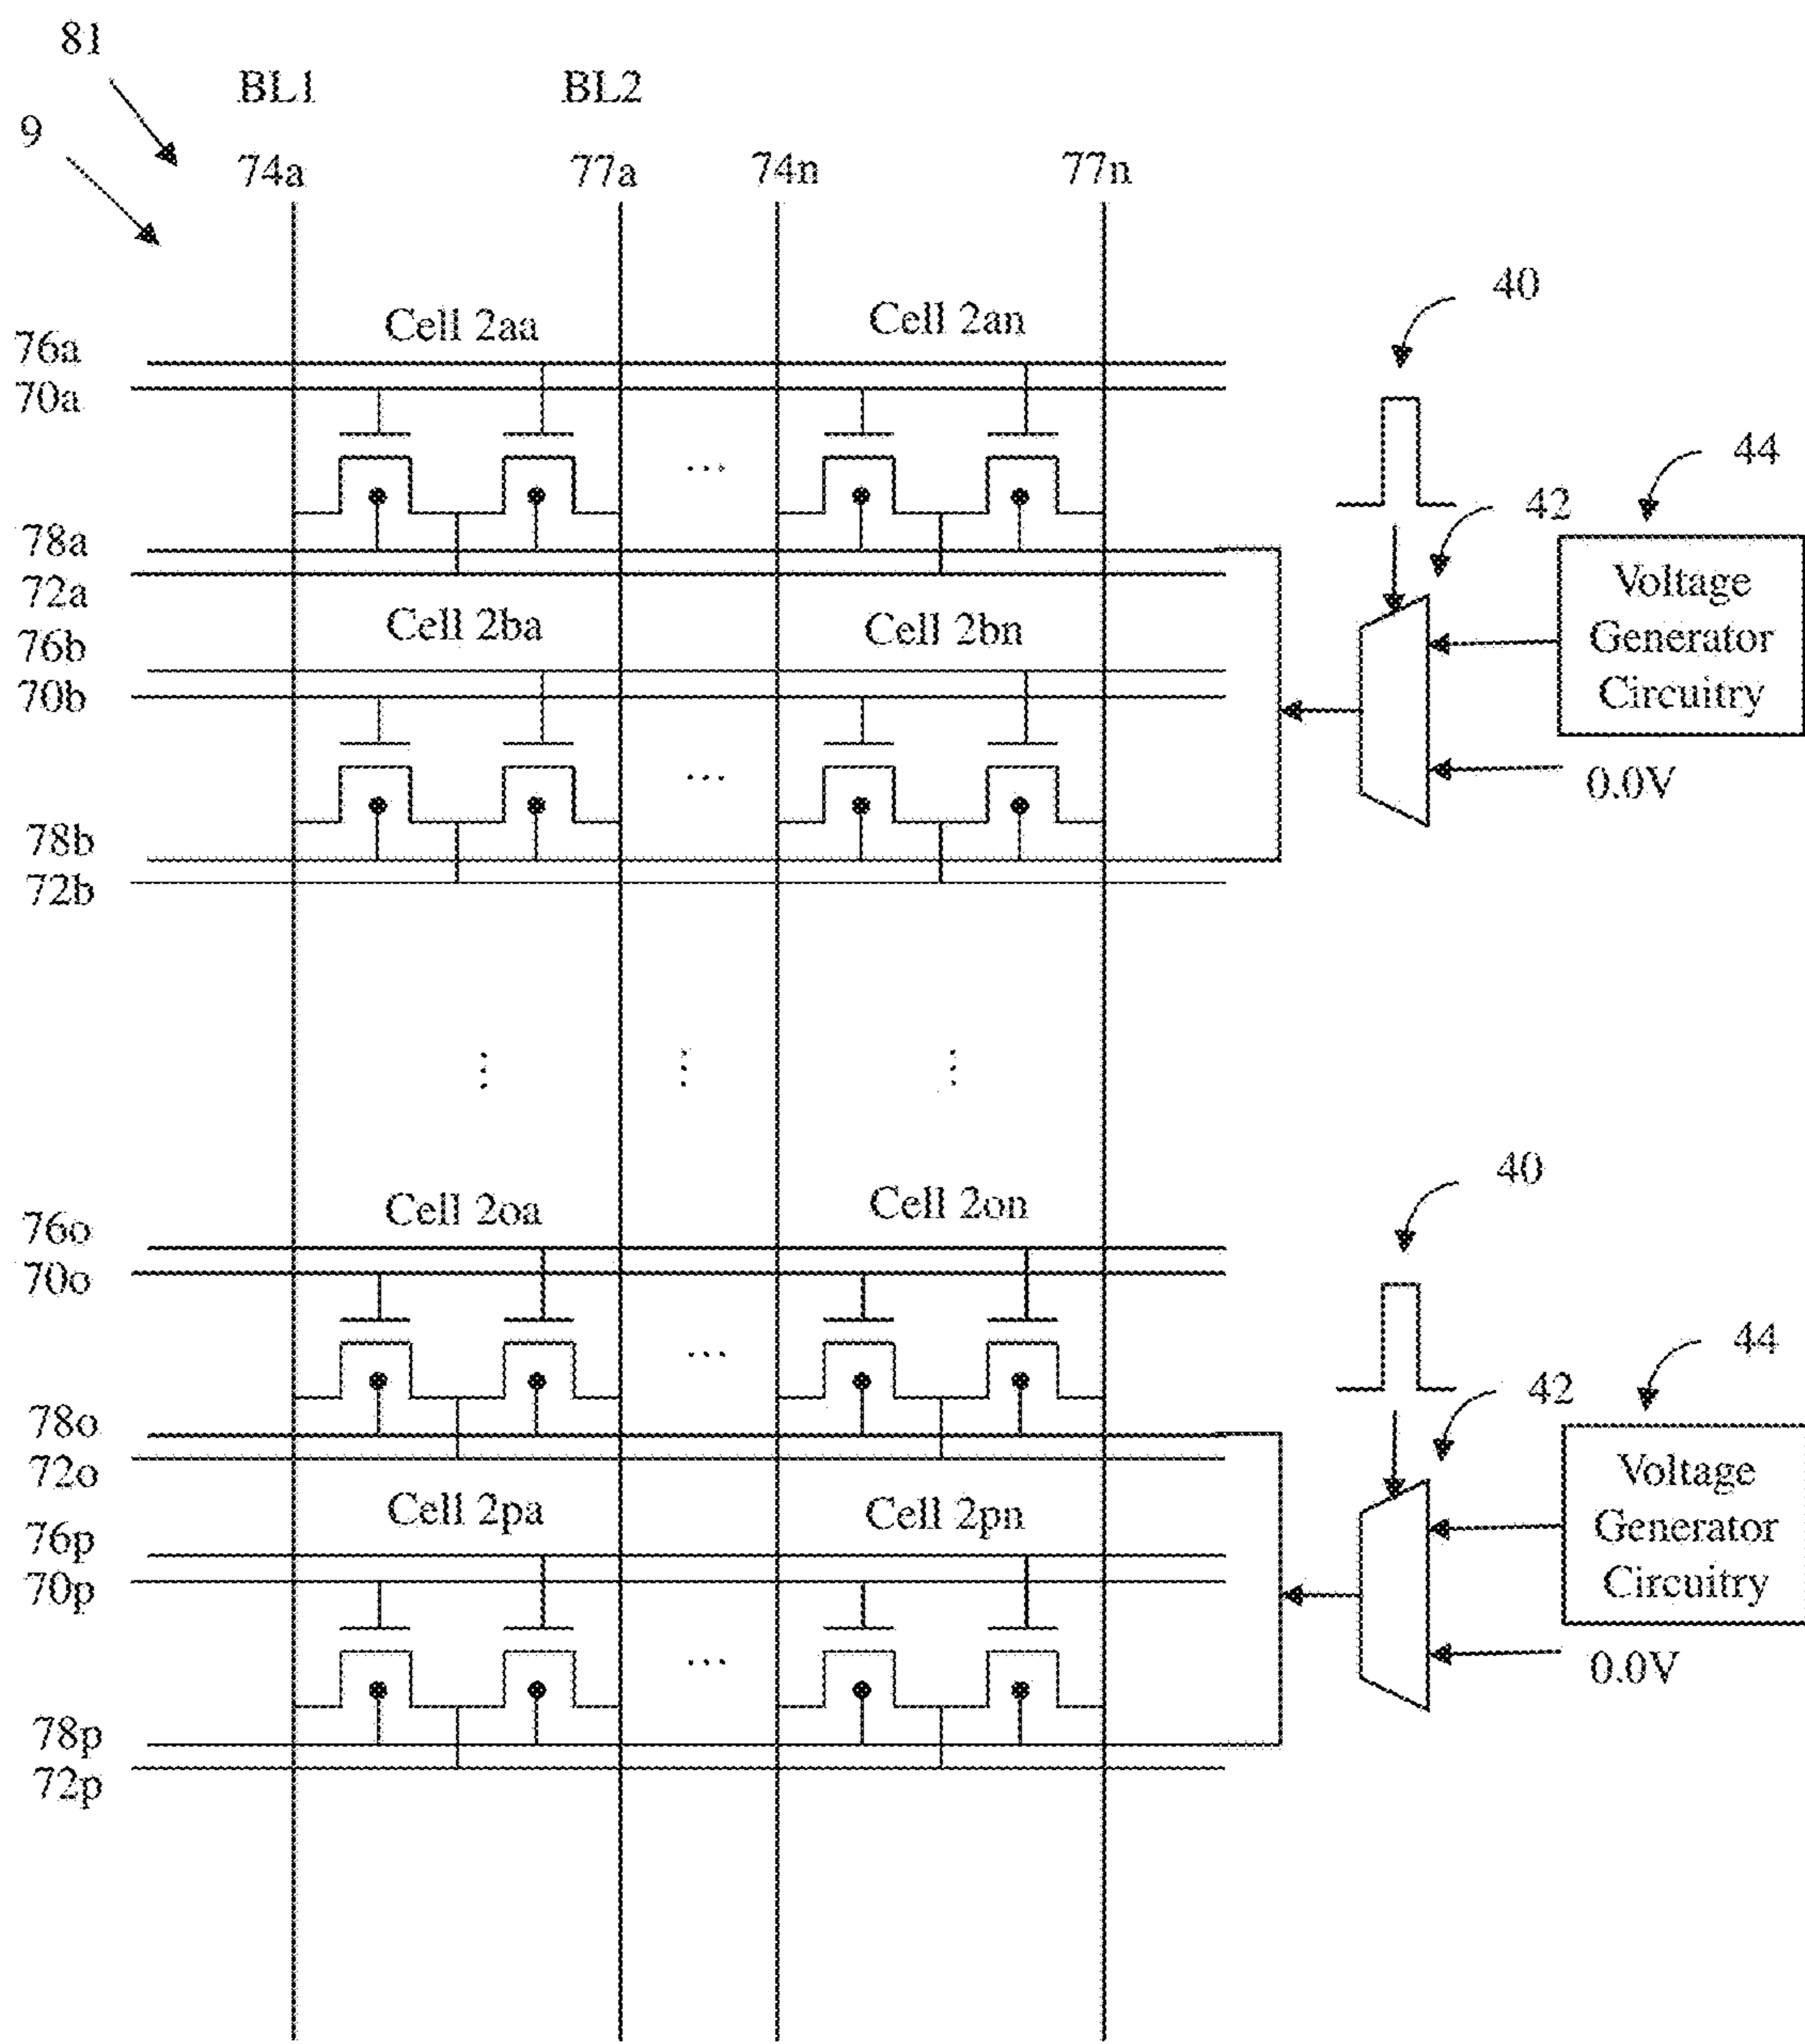 81
BL1 BL2
9
74a 77a 74n 77n
40
Cell 2aa Cell 2an
76a
70a
44
...
42
78a
Voltage
Generator
Circuitry
72a
Cell 2ba Cell 2bn
76b
70b
...
0.0V
78b
72b
40
Cell 2oa Cell 2on
76o
70o
44
...
42
78o
72o
Voltage
Generator
Circuitry
Cell 2pa Cell 2pn
76p
70p
...
0.0V
78p
72p